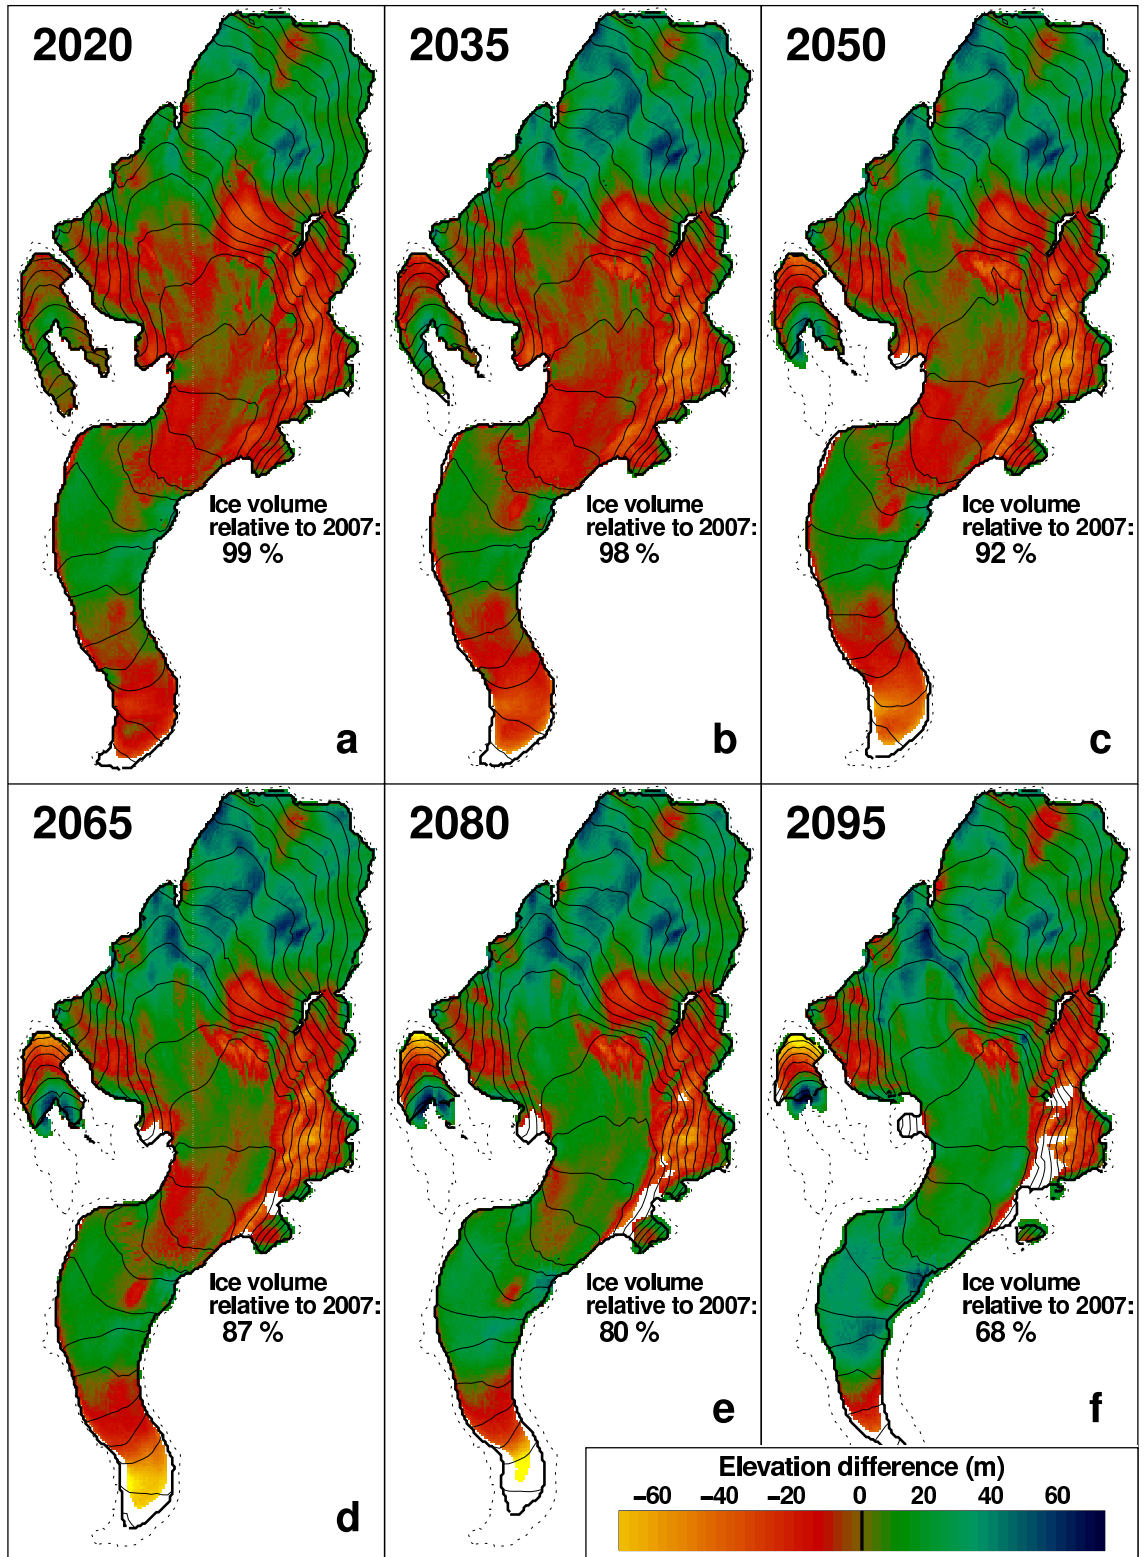 2020
2035
2050
Ice volume
relative to 2007:
99 %
Ice volume
relative to 2007:
98 %
Ice volume
relative to 2007:
92 %
a
b
c
2065
2080
2095
Ice volume
relative to 2007:
87 %
Ice volume
relative to 2007:
80 %
Ice volume
relative to 2007:
68 %
d
e
f
Elevation difference (m)
−60 −40 −20 0 20 40 60